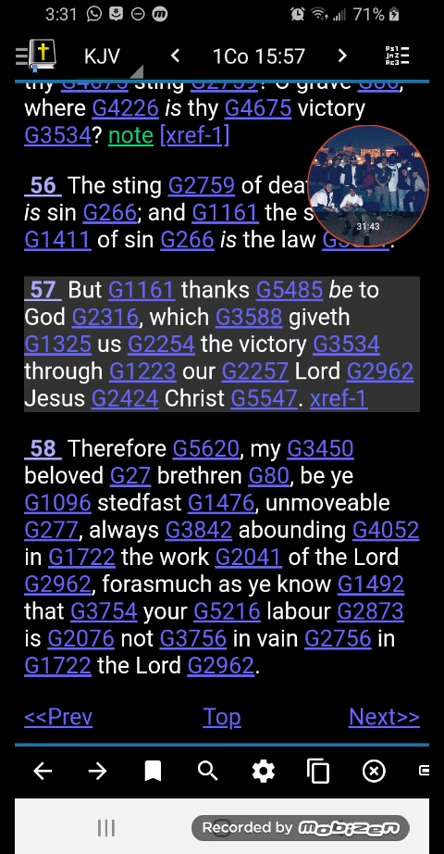 3:31 71%
KJV 1Co 15:57
thy G4675 sting G2759? O grave G86,
where G4226 is thy G4675 victory
G3534? note [xref-1]
56 The sting G2759 of
is sin G266; and G1161 the
G1411 of sin G266 is the law
31:43
57 But G1161 thanks G5485 be to
God G2316, which G3588 giveth
G1325 us G2254 the victory G3534
through G1223 our G2257 Lord G2962
Jesus G2424 Christ G5547. xref-1
58 Therefore G5620, my G3450
beloved G27 brethren G80, be ye
G1096 stedfast G1476, unmoveable
G277, always G3842 abounding G4052
in G1722 the work G2041 of the Lord
G2962, forasmuch as ye know G1492
that G3754 your G5216 labour G2873
is G2076 not G3756 in vain G2756 in
G1722 the Lord G2962.
<<Prev Top Next>>
Recorded by mobizen